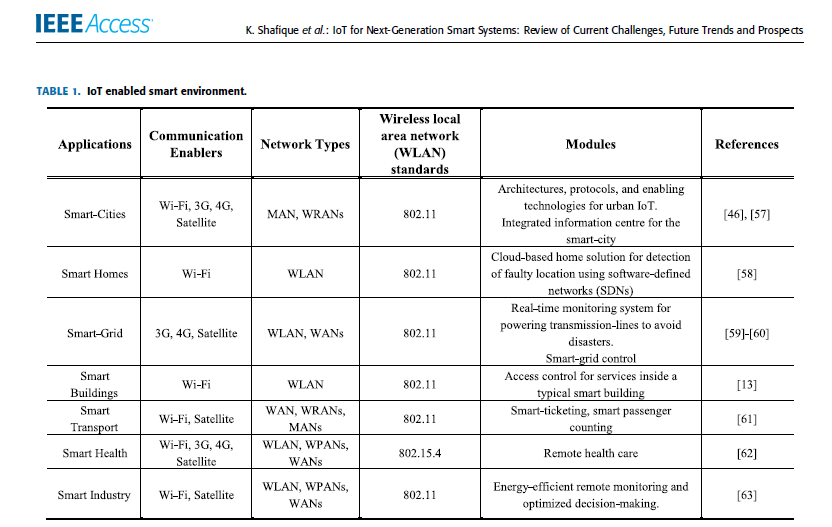 IEEE Access
K. Shafique et al.: IoT for Next-Generation Smart Systems: Review of Current Challenges, Future Trends and Prospects
TABLE 1. IoT enabled smart environment.
Applications
Communication
Enablers
Network Types
Wireless local
area network
(WLAN)
standards
Modules
References
Smart-Cities
Wi-Fi, 3G, 4G,
Satellite
MAN, WRANs
802.11
Architectures, protocols, and enabling
technologies for urban IoT.
Integrated information centre for the
smart-city
[46], [57]
Smart Homes
Wi-Fi
WLAN
802.11
Cloud-based home solution for detection
of faulty location using software-defined
networks (SDNs)
[58]
Smart-Grid
3G, 4G, Satellite
WLAN, WANs
802.11
Real-time monitoring system for
powering transmission-lines to avoid
disasters.
Smart-grid control
[59]-[60]
Smart
Buildings
Wi-Fi
WLAN
802.11
Access control for services inside a
typical smart building
[13]
Smart
Transport
Wi-Fi, Satellite
WAN, WRANs,
MANs
802.11
Smart-ticketing, smart passenger
counting
[61]
Smart Health
Wi-Fi, 3G, 4G,
Satellite
WLAN, WPANs,
WANs
802.15.4
Remote health care
[62]
Smart Industry
Wi-Fi, Satellite
WLAN, WPANs,
WANs
802.11
Energy-efficient remote monitoring and
optimized decision-making.
[63]